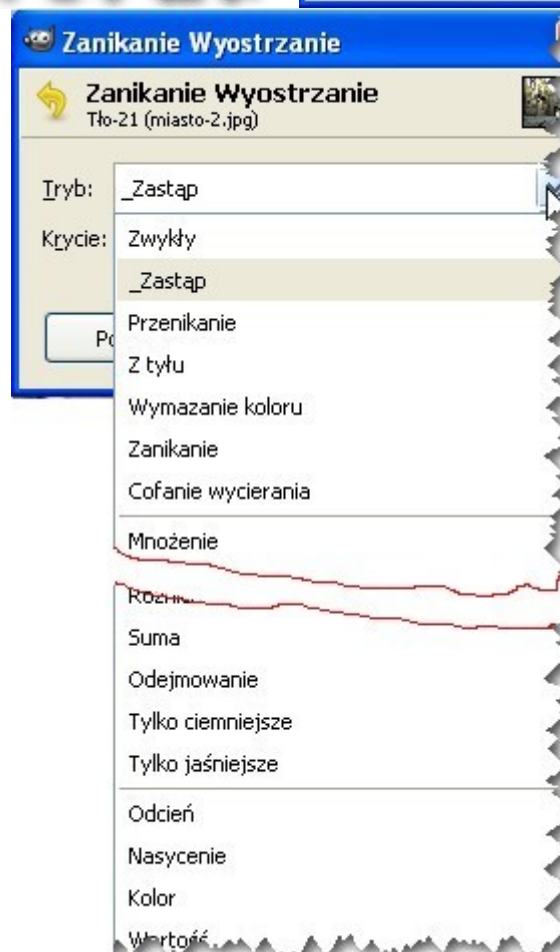 Zanikanie Wyostrzanie
Zanikanie Wyostrzanie
Tło-21 (miasto-2.jpg)
Tryb: _Zastąp
Krycie:
Zwykły
_Zastąp
Przenikanie
Z tyłu
Wymazanie koloru
Zanikanie
Cofanie wycierania
Mnożenie
Suma
Odejmowanie
Tylko ciemniejsze
Tylko jaśniejsze
Odcień
Nasycenie
Kolor
Wartość